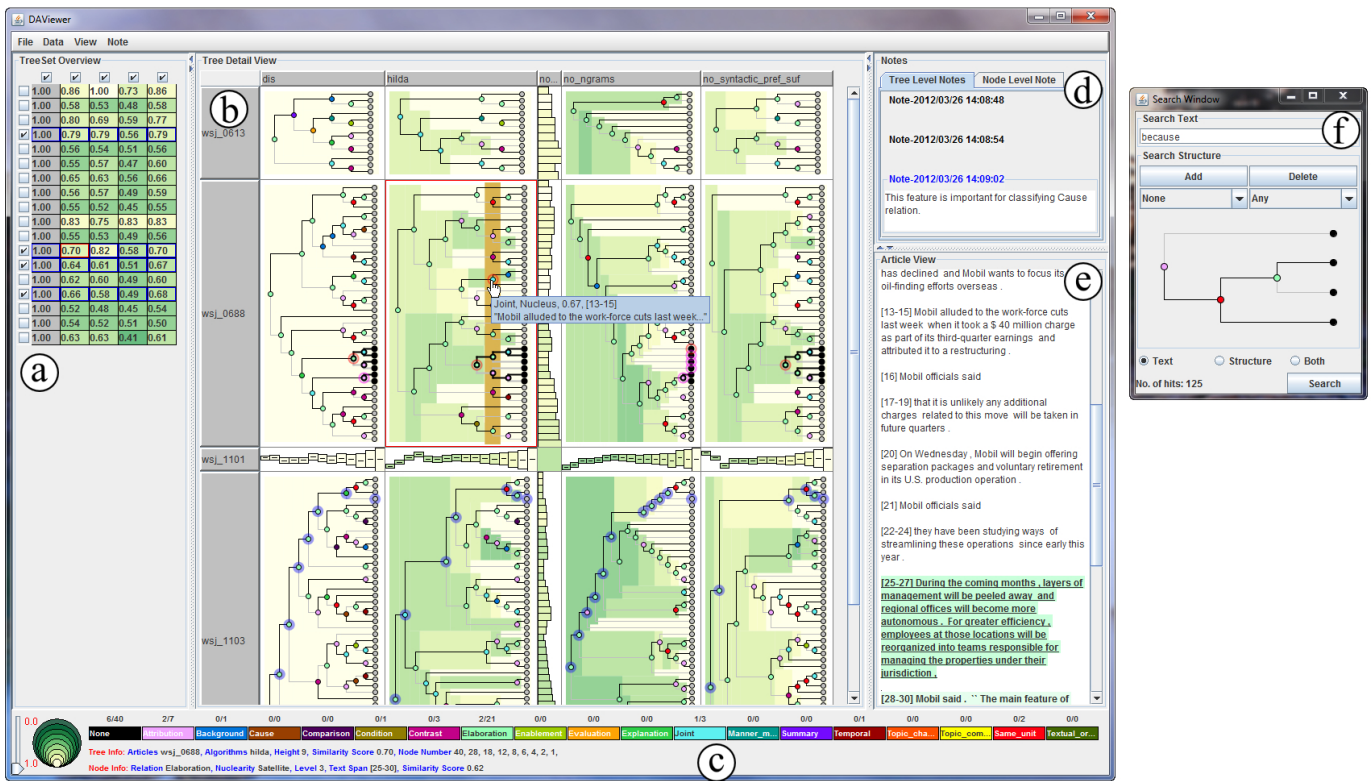 DAViewer
File Data View Note
TreeSet Overview
1.00 0.86 1.00 0.73 0.86
1.00 0.58 0.53 0.48 0.58
1.00 0.80 0.69 0.59 0.77
1.00 0.79 0.79 0.56 0.79
1.00 0.56 0.54 0.51 0.56
1.00 0.55 0.57 0.47 0.60
1.00 0.65 0.63 0.56 0.66
1.00 0.56 0.57 0.49 0.59
1.00 0.55 0.52 0.45 0.55
1.00 0.83 0.75 0.83 0.83
1.00 0.55 0.53 0.49 0.56
1.00 0.70 0.82 0.58 0.70
1.00 0.64 0.61 0.51 0.67
1.00 0.62 0.60 0.49 0.60
1.00 0.66 0.58 0.49 0.68
1.00 0.52 0.48 0.45 0.54
1.00 0.54 0.52 0.51 0.50
1.00 0.63 0.63 0.41 0.61
a
Tree Detail View
dis hilda no... no_ngrams no_syntactic_pref_suf
b
wsj_0613
wsj_0688
Joint, Nucleus, 0.67, [13-15]
"Mobil alluded to the work-force cuts last week..."
wsj_1101
wsj_1103
Notes
Tree Level Notes Node Level Note
d
Note-2012/03/26 14:08:48
Note-2012/03/26 14:08:54
Note-2012/03/26 14:09:02
This feature is important for classifying Cause
relation.
Article View
e
has declined and Mobil wants to focus its
oil-finding efforts overseas .
[13-15] Mobil alluded to the work-force cuts
last week when it took a $ 40 million charge
as part of its third-quarter earnings and
attributed it to a restructuring .
[16] Mobil officials said
[17-19] that it is unlikely any additional
charges related to this move will be taken in
future quarters .
[20] On Wednesday , Mobil will begin offering
separation packages and voluntary retirement
in its U.S. production operation .
[21] Mobil officials said
[22-24] they have been studying ways of
streamlining these operations since early this
year .
[25-27] During the coming months , layers of
management will be peeled away and
regional offices will become more
autonomous . For greater efficiency ,
employees at those locations will be
reorganized into teams responsible for
managing the properties under their
jurisdiction ,
[28-30] Mobil said . `` The main feature of
Search Window
Search Text
because
f
Search Structure
Add Delete
None Any
Text Structure Both
No. of hits: 125 Search
0.0
1.0
6/40 2/7 0/1 0/0 0/0 0/1 0/3 2/21 0/0 0/0 0/0 1/3 0/0 0/0 0/1 0/0 0/0 0/2 0/0
None Attribution Background Cause Comparison Condition Contrast Elaboration Enablement Evaluation Explanation Joint Manner_m... Summary Temporal Topic_cha... Topic_com... Same_unit Textual_or...
Tree Info: Articles wsj_0688, Algorithms hilda, Height 9, Similarity Score 0.70, Node Number 40, 28, 18, 12, 8, 6, 4, 2, 1,
Node Info: Relation Elaboration, Nuclearity Satellite, Level 3, Text Span [25-30], Similarity Score 0.62
c